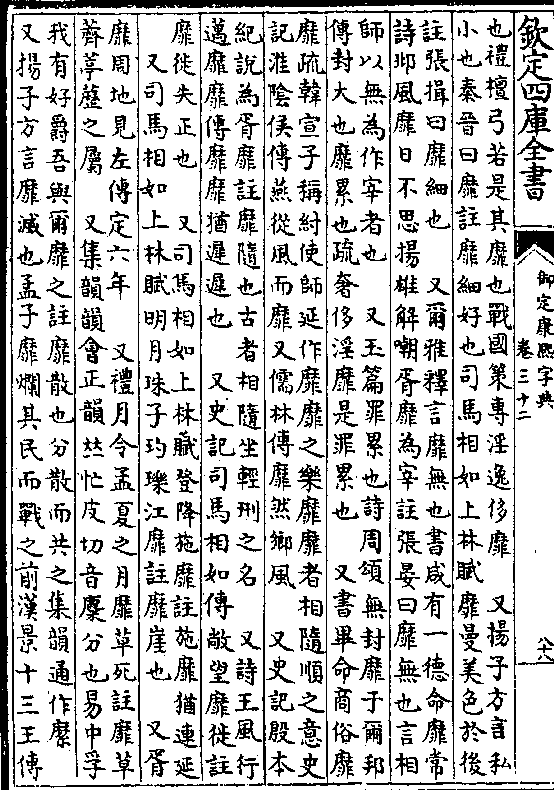 欽定四庫全書
御定康熙字典
卷三十二
八十八
也禮檀弓若是其靡也戰國策專淫逸侈靡　又揚子方言私
小也秦晉曰靡註靡細好也司馬相如上林賦靡曼美色於後
註張揖曰靡細也　又爾雅釋言靡無也書咸有一德命靡常
詩邶風靡日不思揚雄解嘲胥靡為宰註張晏曰靡無也言相
師以無為作宰者也　又玉篇罪累也詩周頌無封靡于爾邦
傳封大也靡累也疏奢侈淫靡是罪累也　又書畢命商俗靡
靡疏韓宣子稱紂使師延作靡靡之樂靡靡者相隨順之意史
記淮陰侯傳燕從風而靡又儒林傳靡然鄉風　又史記殷本
紀說為胥靡註靡隨也古者相隨坐輕刑之名　又詩王風行
邁靡靡傳靡靡猶遲遲也　又史記司馬相如傳敞望靡徙註
靡徙失正也　又司馬相如上林賦登降施靡註施靡猶連延
又司馬相如上林賦明月珠子玓瓅江靡註靡崖也　又胥
靡周地見左傳定六年　又禮月令孟夏之月靡草死註靡草
薺葶藶之屬　又集韻韻會正韻𠀤忙皮切音麋分也易中孚
我有好爵吾與爾靡之註靡散也分散而共之集韻通作縻
又揚子方言靡滅也孟子靡爛其民而戰之前漢景十三王傳